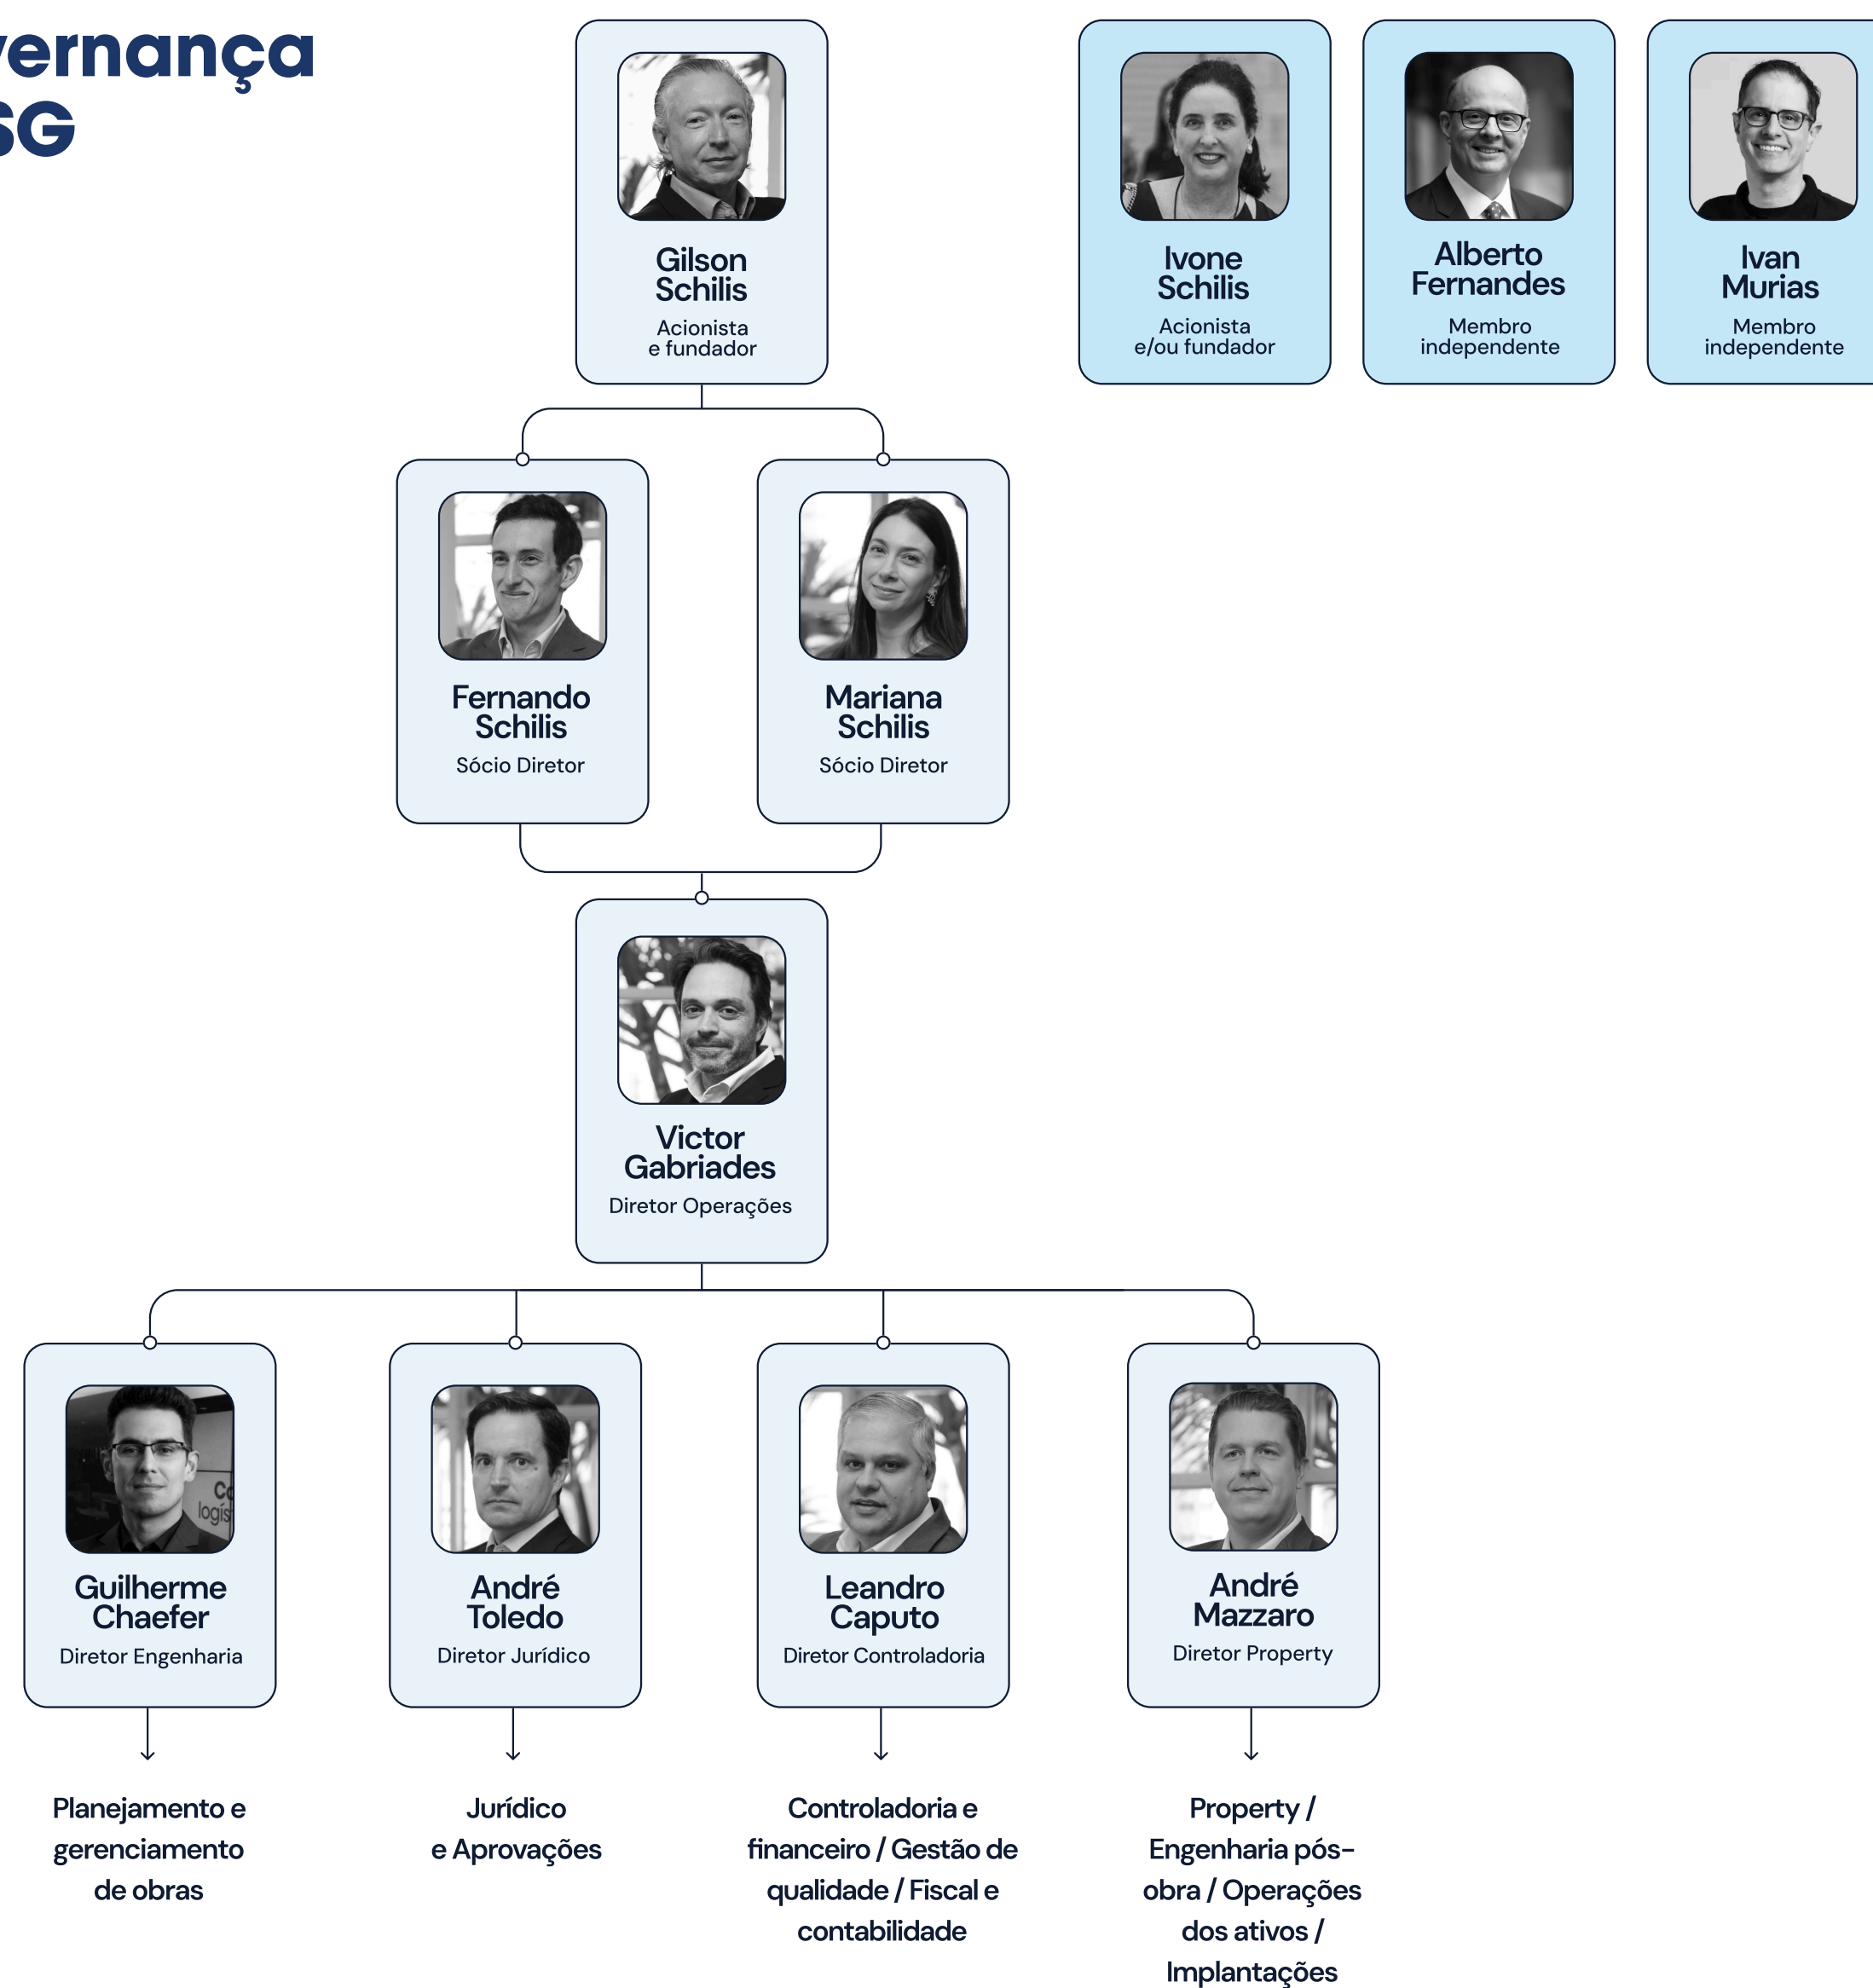 vernança
SG
Gilson
Schilis
Acionista
e fundador
Ivone
Schilis
Acionista
e/ou fundador
Alberto
Fernandes
Membro
independente
Ivan
Murias
Membro
independente
Fernando
Schilis
Sócio Diretor
Mariana
Schilis
Sócio Diretor
Victor
Gabriades
Diretor Operações
Co
logís
Guilherme
Chaefer
Diretor Engenharia
André
Toledo
Diretor Jurídico
Leandro
Caputo
Diretor Controladoria
André
Mazzaro
Diretor Property
Planejamento e
gerenciamento
de obras
Jurídico
e Aprovações
Controladoria e
financeiro / Gestão de
qualidade / Fiscal e
contabilidade
Property /
Engenharia pós-
obra / Operações
dos ativos /
Implantações